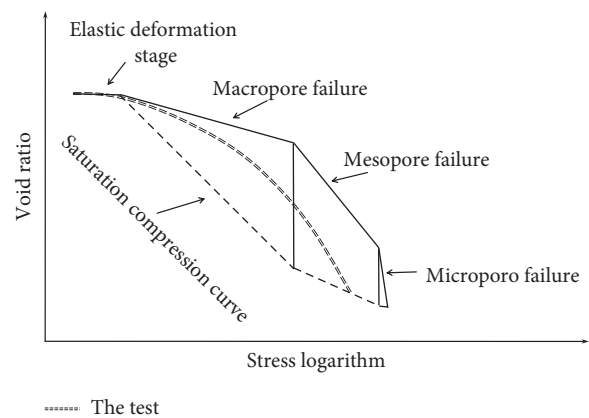 Elastic deformation
stage
Macropore failure
Mesopore failure
Microporo failure
Saturation compression
curve
Void ratio
Stress logarithm
The test